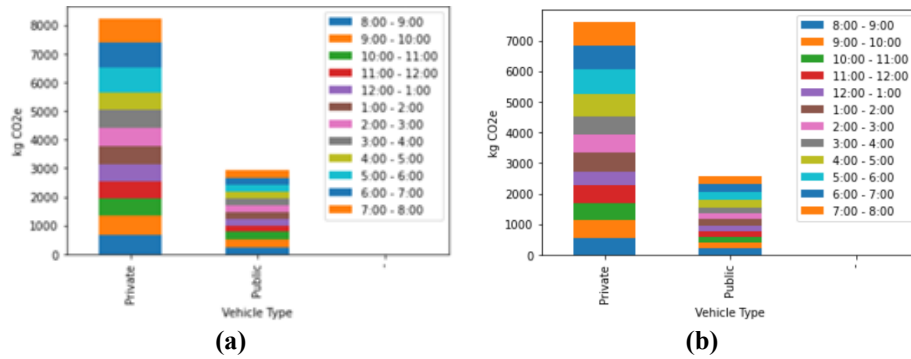 8000
7000
6000
5000
4000
3000
2000
1000
0
kg CO2e
8:00 - 9:00
9:00 - 10:00
10:00 - 11:00
11:00 - 12:00
12:00 - 1:00
1:00 - 2:00
2:00 - 3:00
3:00 - 4:00
4:00 - 5:00
5:00 - 6:00
6:00 - 7:00
7:00 - 8:00
Private
Public
-
Vehicle Type
(a)
7000
6000
5000
4000
3000
2000
1000
0
kg CO2e
8:00 - 9:00
9:00 - 10:00
10:00 - 11:00
11:00 - 12:00
12:00 - 1:00
1:00 - 2:00
2:00 - 3:00
3:00 - 4:00
4:00 - 5:00
5:00 - 6:00
6:00 - 7:00
7:00 - 8:00
Private
Public
-
Vehicle Type
(b)